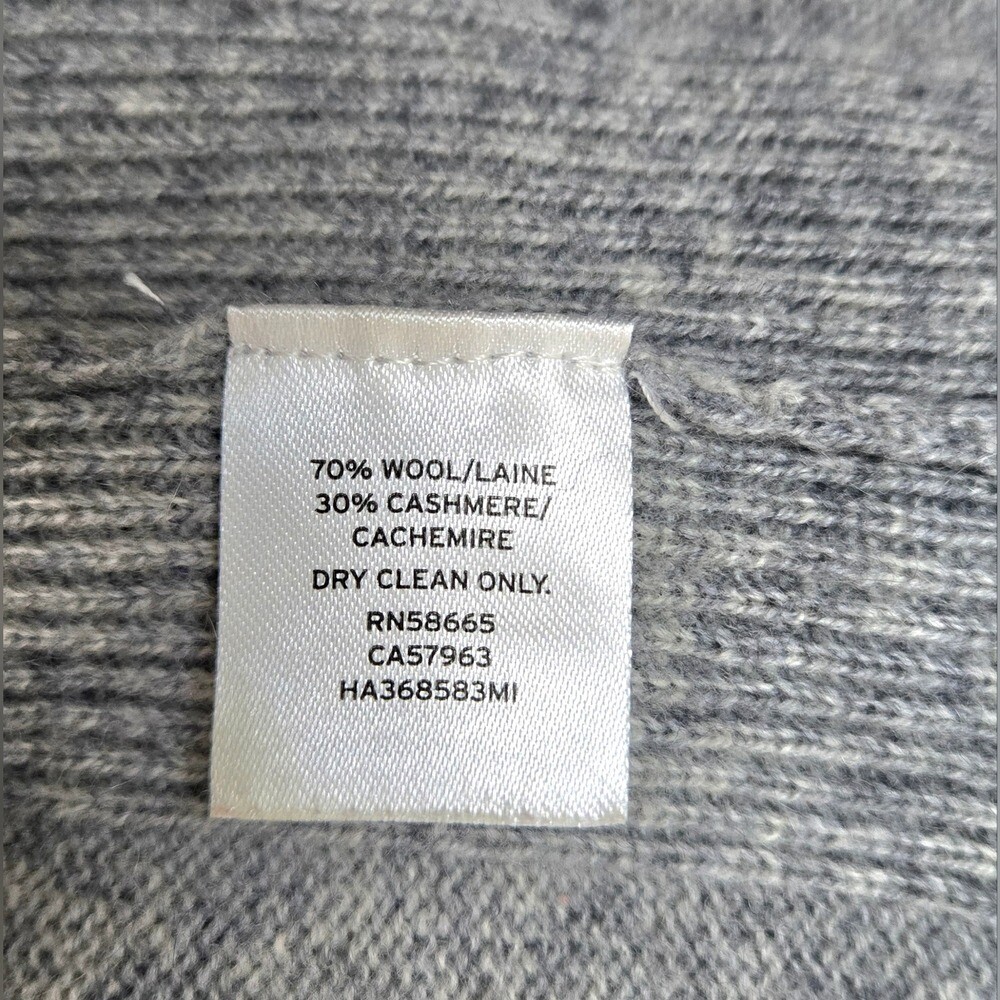 70% WOOL/LAINE
30% CASHMERE/
CACHEMIRE
DRY CLEAN ONLY.
RN58665
CA57963
HA368583MI